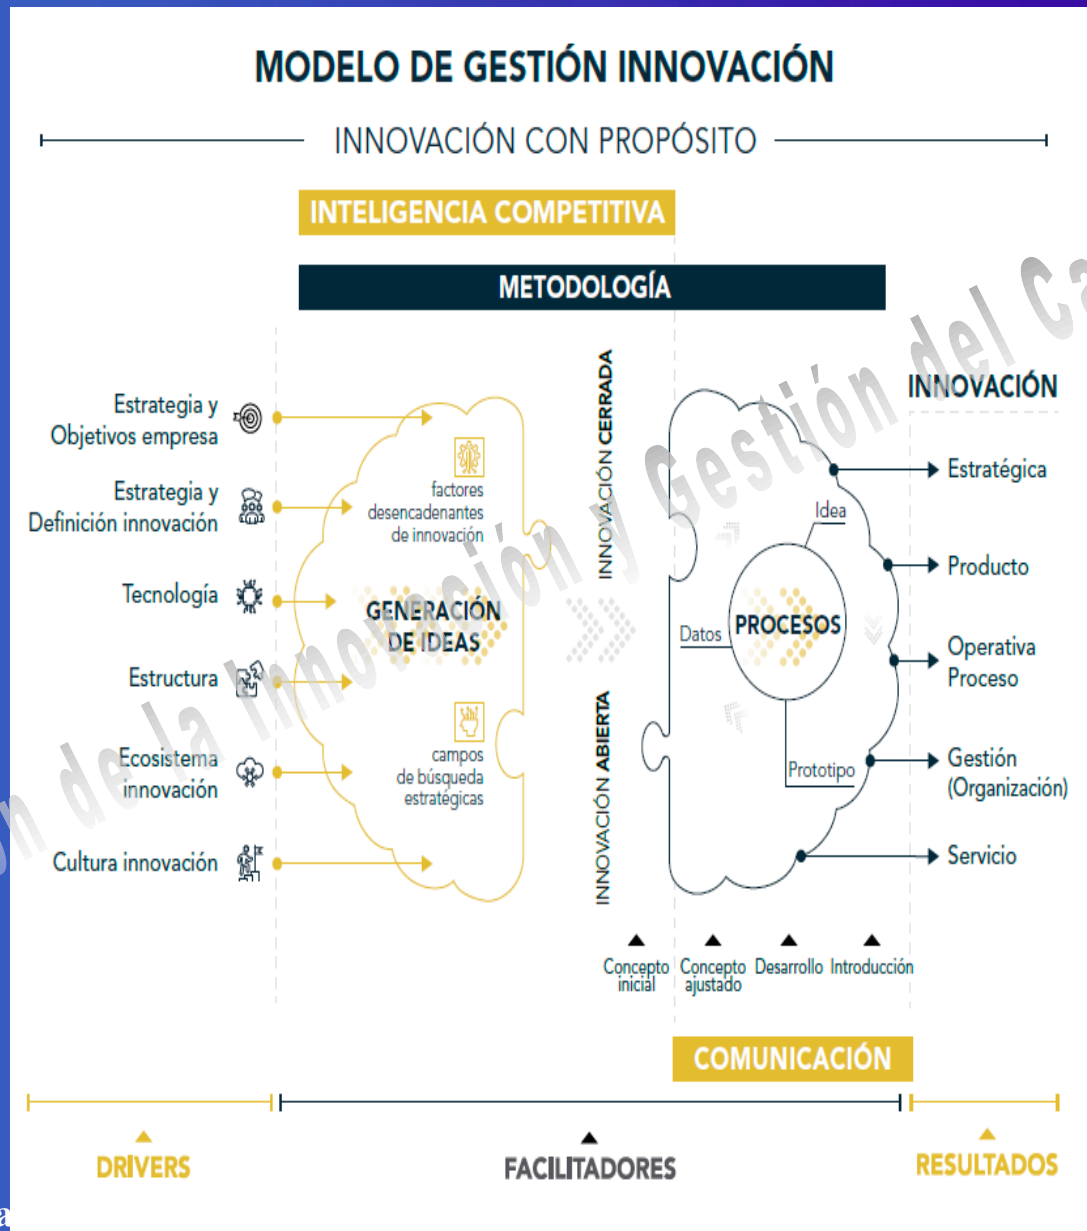 MODELO DE GESTIÓN INNOVACIÓN
INNOVACIÓN CON PROPÓSITO
INTELIGENCIA COMPETITIVA
METODOLOGÍA
Estrategia y
Objetivos empresa
Estrategia y
Definición innovación
Tecnología
Estructura
Ecosistema
innovación
Cultura innovación
factores
desencadenantes
de innovación
GENERACIÓN
DE IDEAS
campos
de búsqueda
estratégicas
INNOVACIÓN CERRADA
INNOVACIÓN ABIERTA
Idea
Datos
PROCESOS
Prototipo
INNOVACIÓN
Estratégica
Producto
Operativa
Proceso
Gestión
(Organización)
Servicio
Concepto
inicial
Concepto
ajustado
Desarrollo
Introducción
COMUNICACIÓN
DRIVERS
FACILITADORES
RESULTADOS
de la Innovación y Gestión del